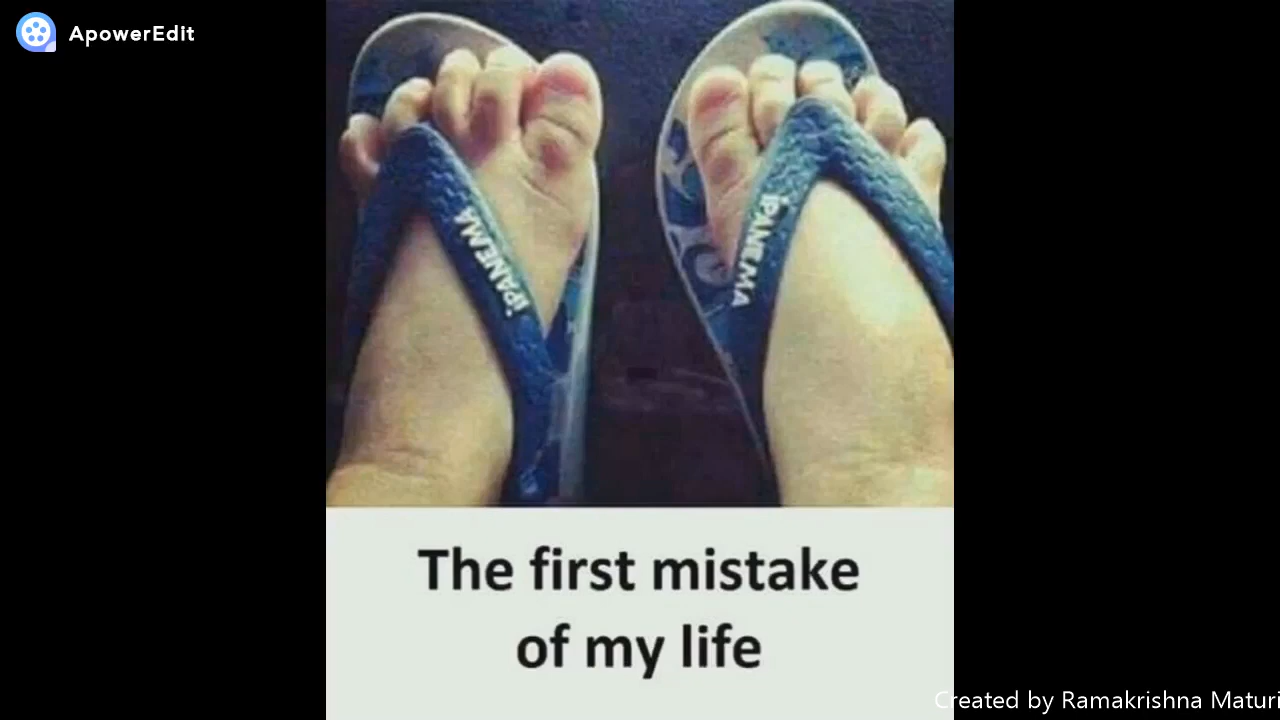 ApowerEdit
iPANEMA
iPANEMA
The first mistake
of my life
Created by Ramakrishna Maturi